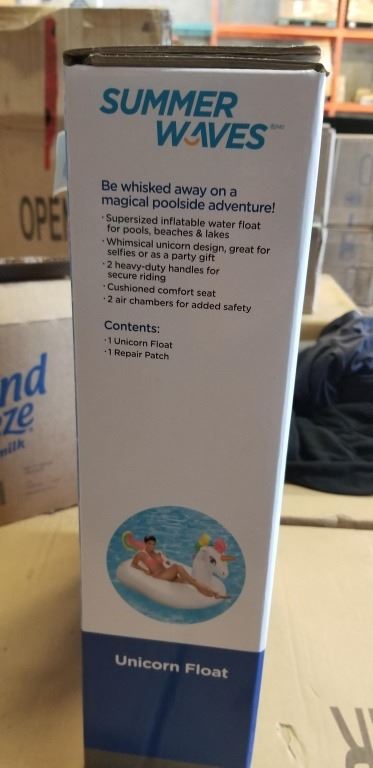 SUMMER
WAVES
Be whisked away on a
magical poolside adventure!
· Supersized inflatable water float
for pools, beaches & lakes
· Whimsical unicorn design, great for
selfies or as a party gift
· 2 heavy-duty handles for
secure riding
· Cushioned comfort seat
· 2 air chambers for added safety
Contents:
· 1 Unicorn Float
· 1 Repair Patch
Unicorn Float
OPEN
nd
ze
milk